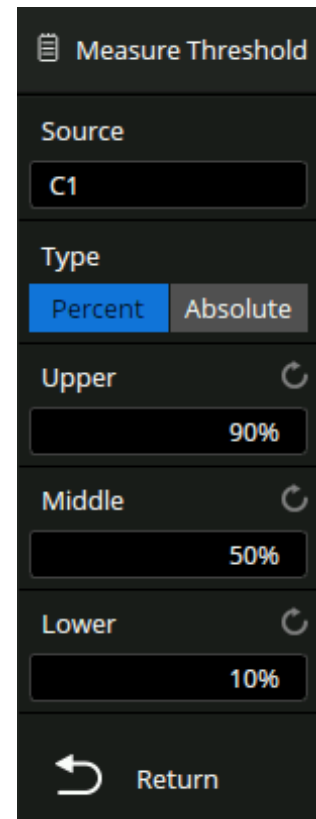 Measure Threshold
Source
C1
Type
Percent Absolute
Upper
90%
Middle
50%
Lower
10%
Return